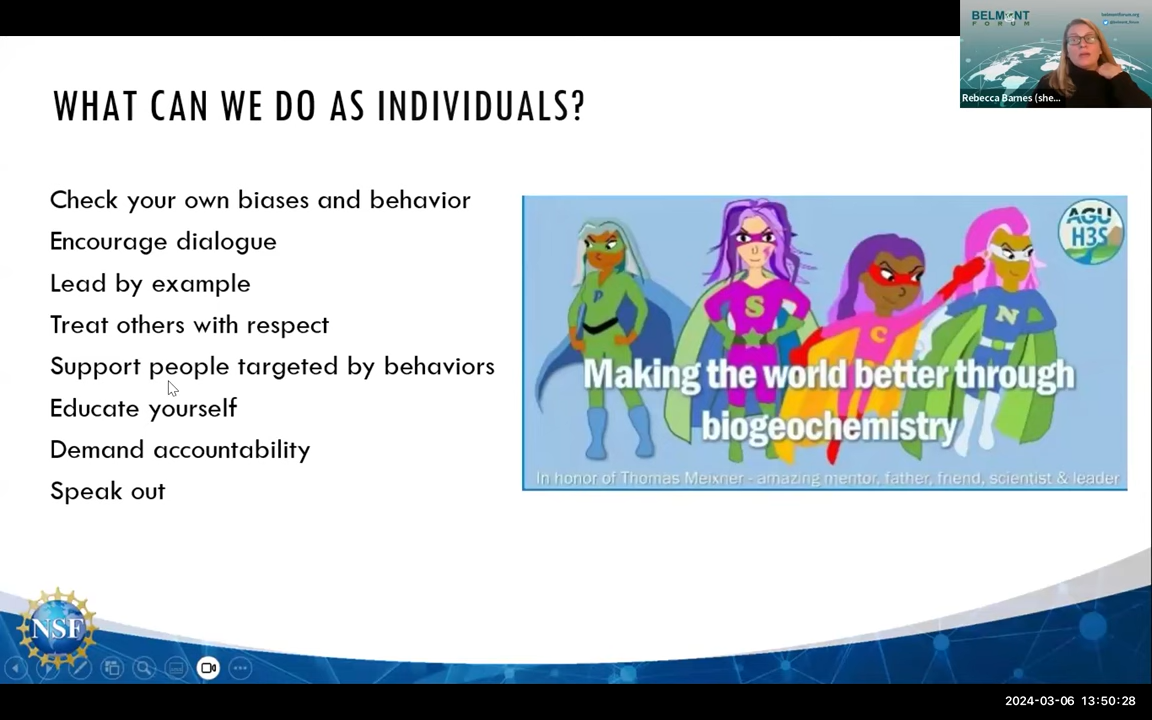 BELMONT
FORUM
belmontforum.org
Rebecca Barnes (she...
WHAT CAN WE DO AS INDIVIDUALS?
Check your own biases and behavior
Encourage dialogue
Lead by example
Treat others with respect
Support people targeted by behaviors
Educate yourself
Demand accountability
Speak out
AGU
H3S
P
S
C
N
Making the world better through
biogeochemistry
In honor of Thomas Meixner - amazing mentor, father, friend, scientist & leader
NSF
2024-03-06 13:50:28